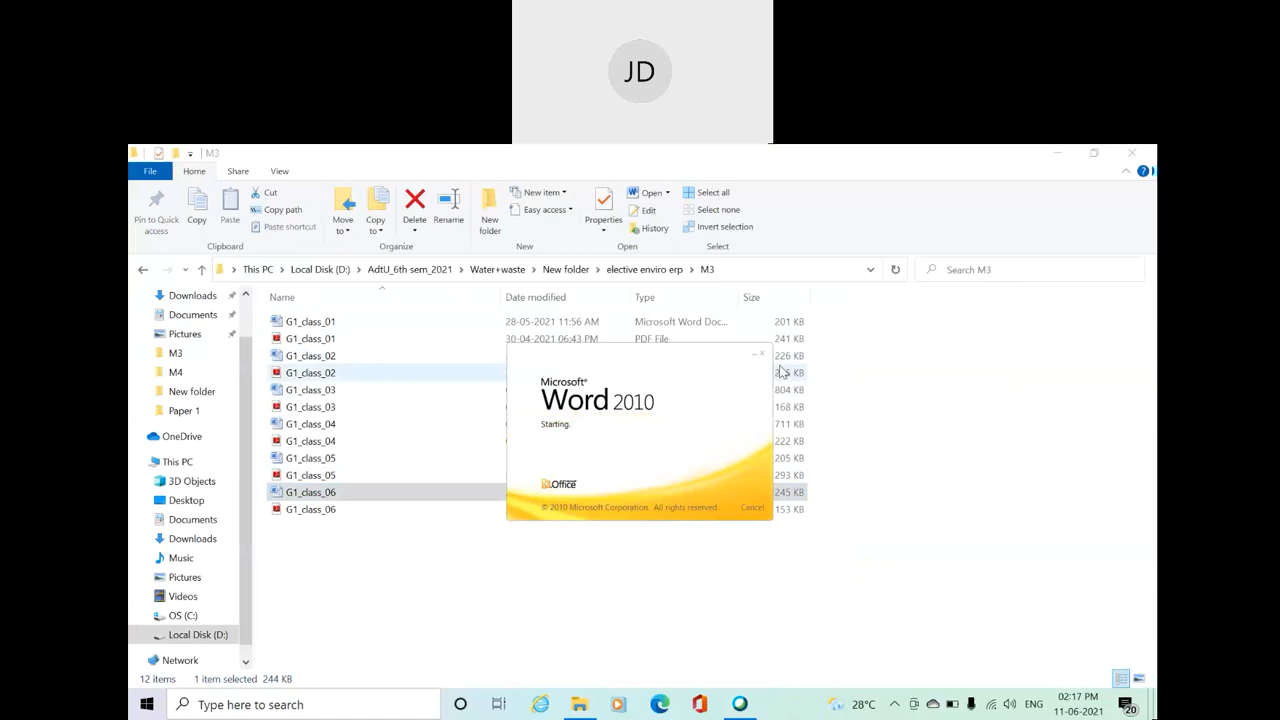 JD
M3
File Home Share View
Pin to Quick access
Copy
Paste
Cut
Copy path
Paste shortcut
Clipboard
Move to
Copy to
Delete
Rename
Organize
New folder
New item
Easy access
New
Properties
Open
Edit
History
Open
Select all
Select none
Invert selection
Select
This PC > Local Disk (D:) > AdtU_6th sem_2021 > Water+waste > New folder > elective enviro erp > M3
Search M3
Downloads
Documents
Pictures
M3
M4
New folder
Paper 1
OneDrive
This PC
3D Objects
Desktop
Documents
Downloads
Music
Pictures
Videos
OS (C:)
Local Disk (D:)
Network
Name Date modified Type Size
G1_class_01 28-05-2021 11:56 AM Microsoft Word Doc... 201 KB
G1_class_01 30-04-2021 06:43 PM PDF File 241 KB
G1_class_02 226 KB
G1_class_02 KB
G1_class_03 804 KB
G1_class_03 168 KB
G1_class_04 711 KB
G1_class_04 222 KB
G1_class_05 205 KB
G1_class_05 293 KB
G1_class_06 245 KB
G1_class_06 153 KB
Microsoft®
Word 2010
Starting.
Office
© 2010 Microsoft Corporation. All rights reserved. Cancel
12 items 1 item selected 244 KB
Type here to search
28°C
ENG
02:17 PM
11-06-2021
20